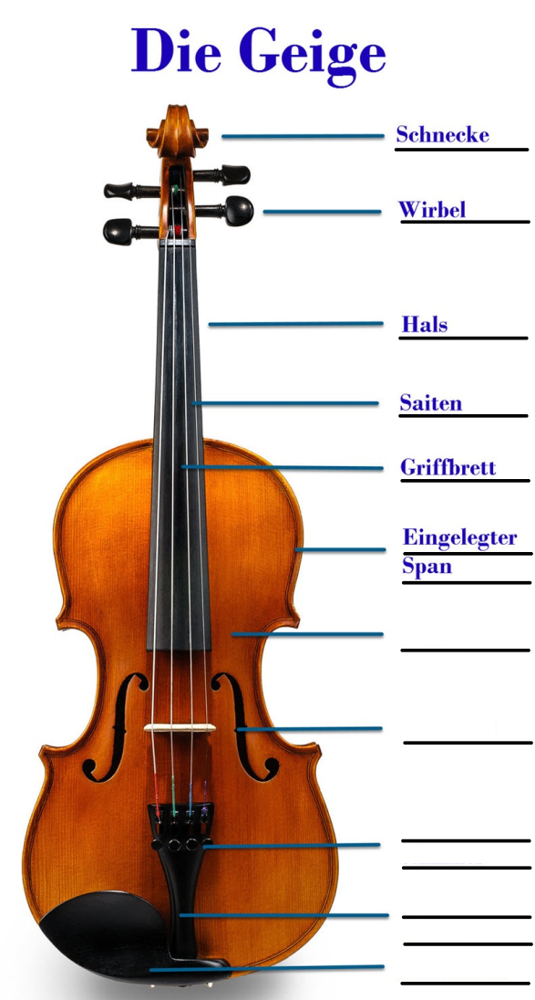 Die Geige
Schnecke
Wirbel
Hals
Saiten
Griffbrett
Eingelegter
Span